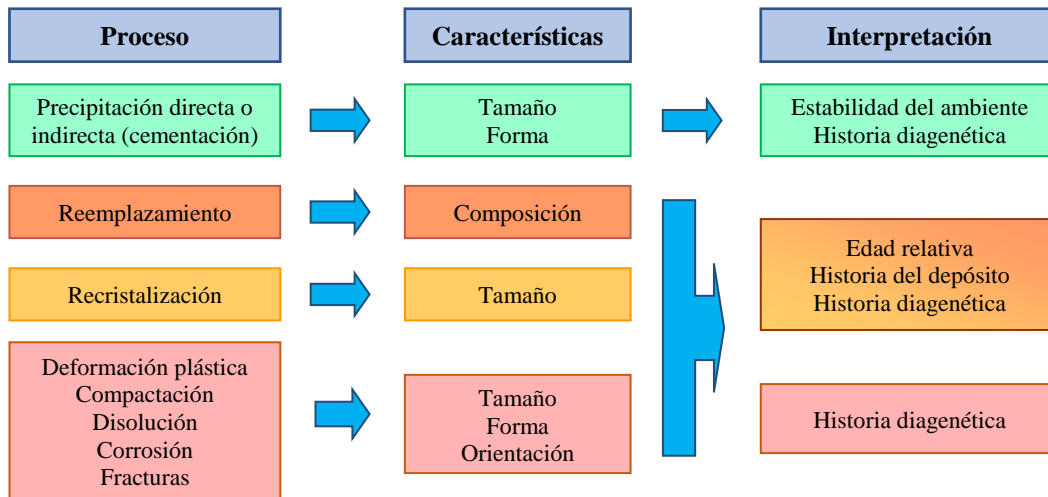 Proceso
Características
Interpretación
Precipitación directa o
indirecta (cementación)
Tamaño
Forma
Estabilidad del ambiente
Historia diagenética
Reemplazamiento
Composición
Recristalización
Tamaño
Edad relativa
Historia del depósito
Historia diagenética
Deformación plástica
Compactación
Disolución
Corrosión
Fracturas
Tamaño
Forma
Orientación
Historia diagenética